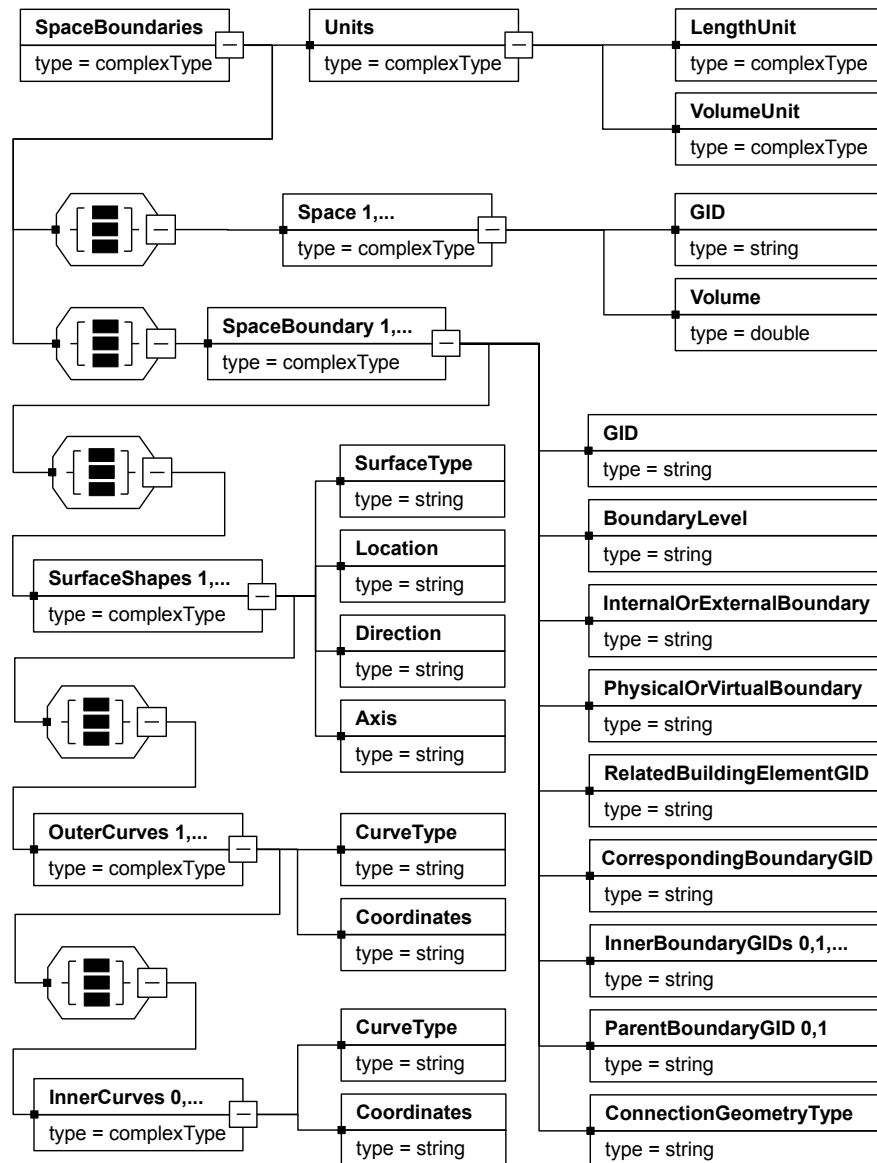 SpaceBoundaries
type = complexType
Units
type = complexType
LengthUnit
type = complexType
VolumeUnit
type = complexType
Space 1,...
type = complexType
GID
type = string
Volume
type = double
SpaceBoundary 1,...
type = complexType
GID
type = string
BoundaryLevel
type = string
InternalOrExternalBoundary
type = string
PhysicalOrVirtualBoundary
type = string
RelatedBuildingElementGID
type = string
CorrespondingBoundaryGID
type = string
InnerBoundaryGIDs 0,1,...
type = string
ParentBoundaryGID 0,1
type = string
ConnectionGeometryType
type = string
SurfaceShapes 1,...
type = complexType
SurfaceType
type = string
Location
type = string
Direction
type = string
Axis
type = string
OuterCurves 1,...
type = complexType
CurveType
type = string
Coordinates
type = string
InnerCurves 0,...
type = complexType
CurveType
type = string
Coordinates
type = string